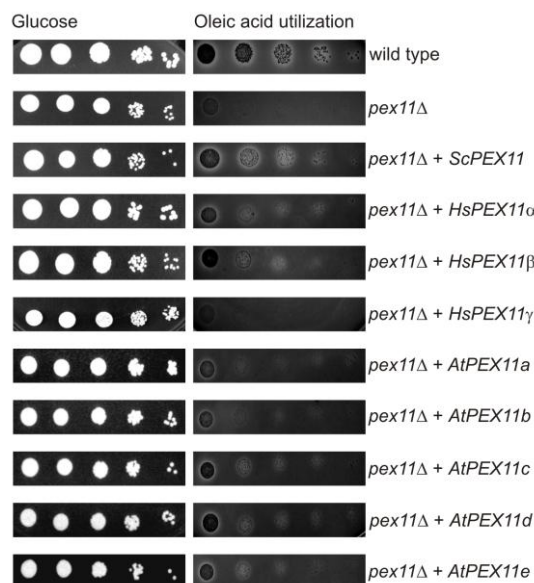 Glucose Oleic acid utilization
wild type
pex11Δ
pex11Δ + ScPEX11
pex11Δ + HsPEX11α
pex11Δ + HsPEX11β
pex11Δ + HsPEX11γ
pex11Δ + AtPEX11a
pex11Δ + AtPEX11b
pex11Δ + AtPEX11c
pex11Δ + AtPEX11d
pex11Δ + AtPEX11e